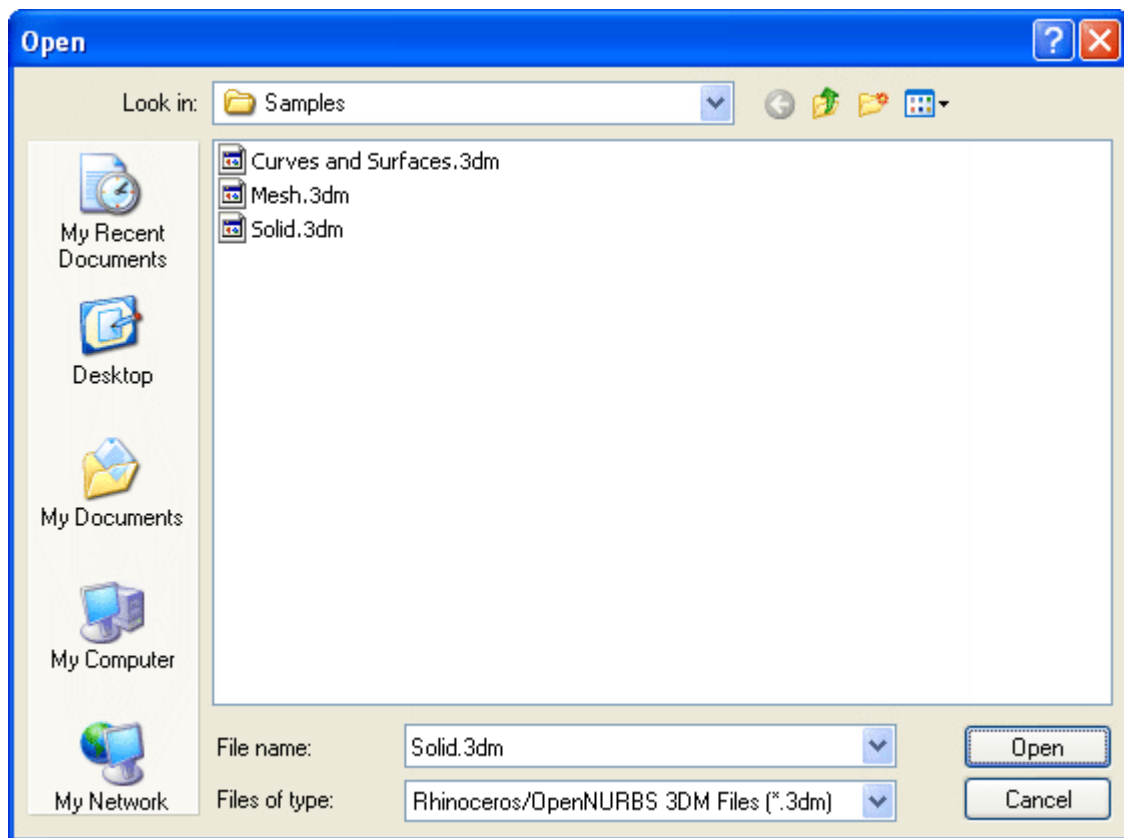 Open
Look in: Samples
Curves and Surfaces.3dm
Mesh.3dm
Solid.3dm
My Recent
Documents
Desktop
My Documents
My Computer
My Network
File name: Solid.3dm Open
Files of type: Rhinoceros/OpenNURBS 3DM Files (*.3dm) Cancel